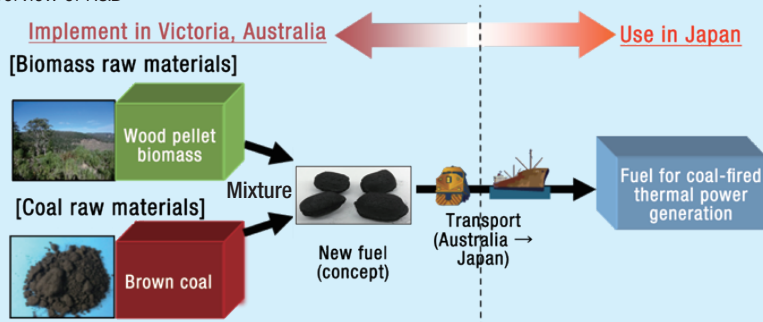 Implement in Victoria, Australia
Use in Japan
[Biomass raw materials]
Wood pellet
biomass
Mixture
[Coal raw materials]
Brown coal
New fuel
(concept)
Transport
(Australia →
Japan)
Fuel for coal-fired
thermal power
generation